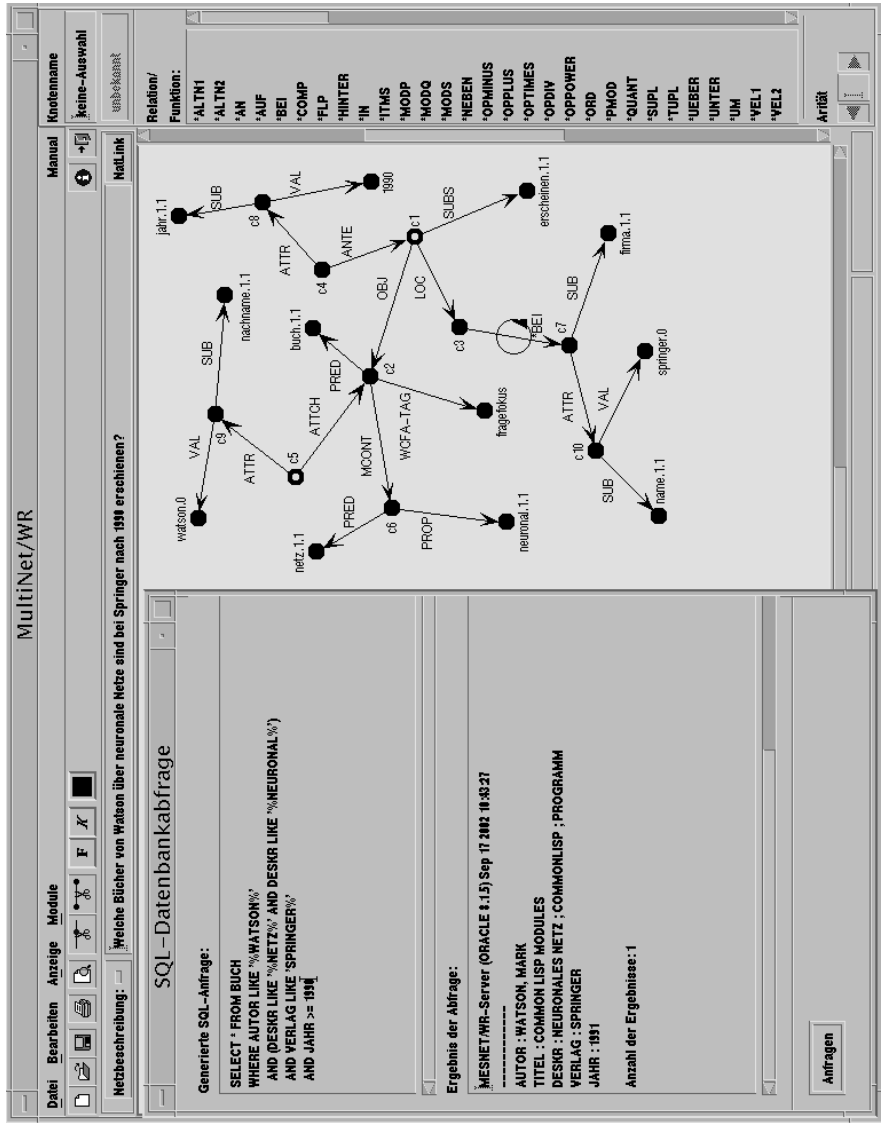 MultiNet/WR
Datei Bearbeiten Anzeige Module Manual
F K
Netzbeschreibung: Welche Bücher von Watson über neuronale Netze sind bei Springer nach 1990 erschienen? NatLink
Knotenname
keine-Auswahl
unbekannt
Relation/
Funktion:
*ALTN1
*ALTN2
*AN
*AUF
*BEI
*COMP
*FLP
*HINTER
*IN
*ITMS
*MODP
*MODQ
*MODS
*NEBEN
*OPMINUS
*OPPLUS
*OPTIMES
*OPDIV
*OPPOWER
*ORD
*PMOD
*QUANT
*SUPL
*TUPL
*UEBER
*UNTER
*UM
*VEL1
*VEL2
Arität
1
SQL-Datenbankabfrage
Generierte SQL-Anfrage:
SELECT * FROM BUCH
WHERE AUTOR LIKE '%WATSON%'
AND (DESKR LIKE '%NETZ%' AND DESKR LIKE '%NEURONAL%')
AND VERLAG LIKE 'SPRINGER%'
AND JAHR >= 1990
Ergebnis der Abfrage:
MESNET/WR-Server (ORACLE 8.1.5) Sep 17 2002 10:43:27
------------
AUTOR : WATSON, MARK
TITEL : COMMON LISP MODULES
DESKR : NEURONALES NETZ ; COMMONLISP ; PROGRAMM
VERLAG : SPRINGER
JAHR : 1991
Anzahl der Ergebnisse: 1
Anfragen
jahr.1.1
SUB
c8
VAL
1990
ATTR
c4
ANTE
c1
SUBS
erscheinen.1.1
nachname.1.1
SUB
c9
VAL
watson.0
ATTR
c5
ATTCH
buch.1.1
PRED
c2
OBJ
LOC
c3
*BEI
c7
SUB
firma.1.1
MCONT
WCFA-TAG
fragefokus
netz.1.1
PRED
c6
PROP
neuronal.1.1
ATTR
c10
VAL
springer.0
SUB
name.1.1